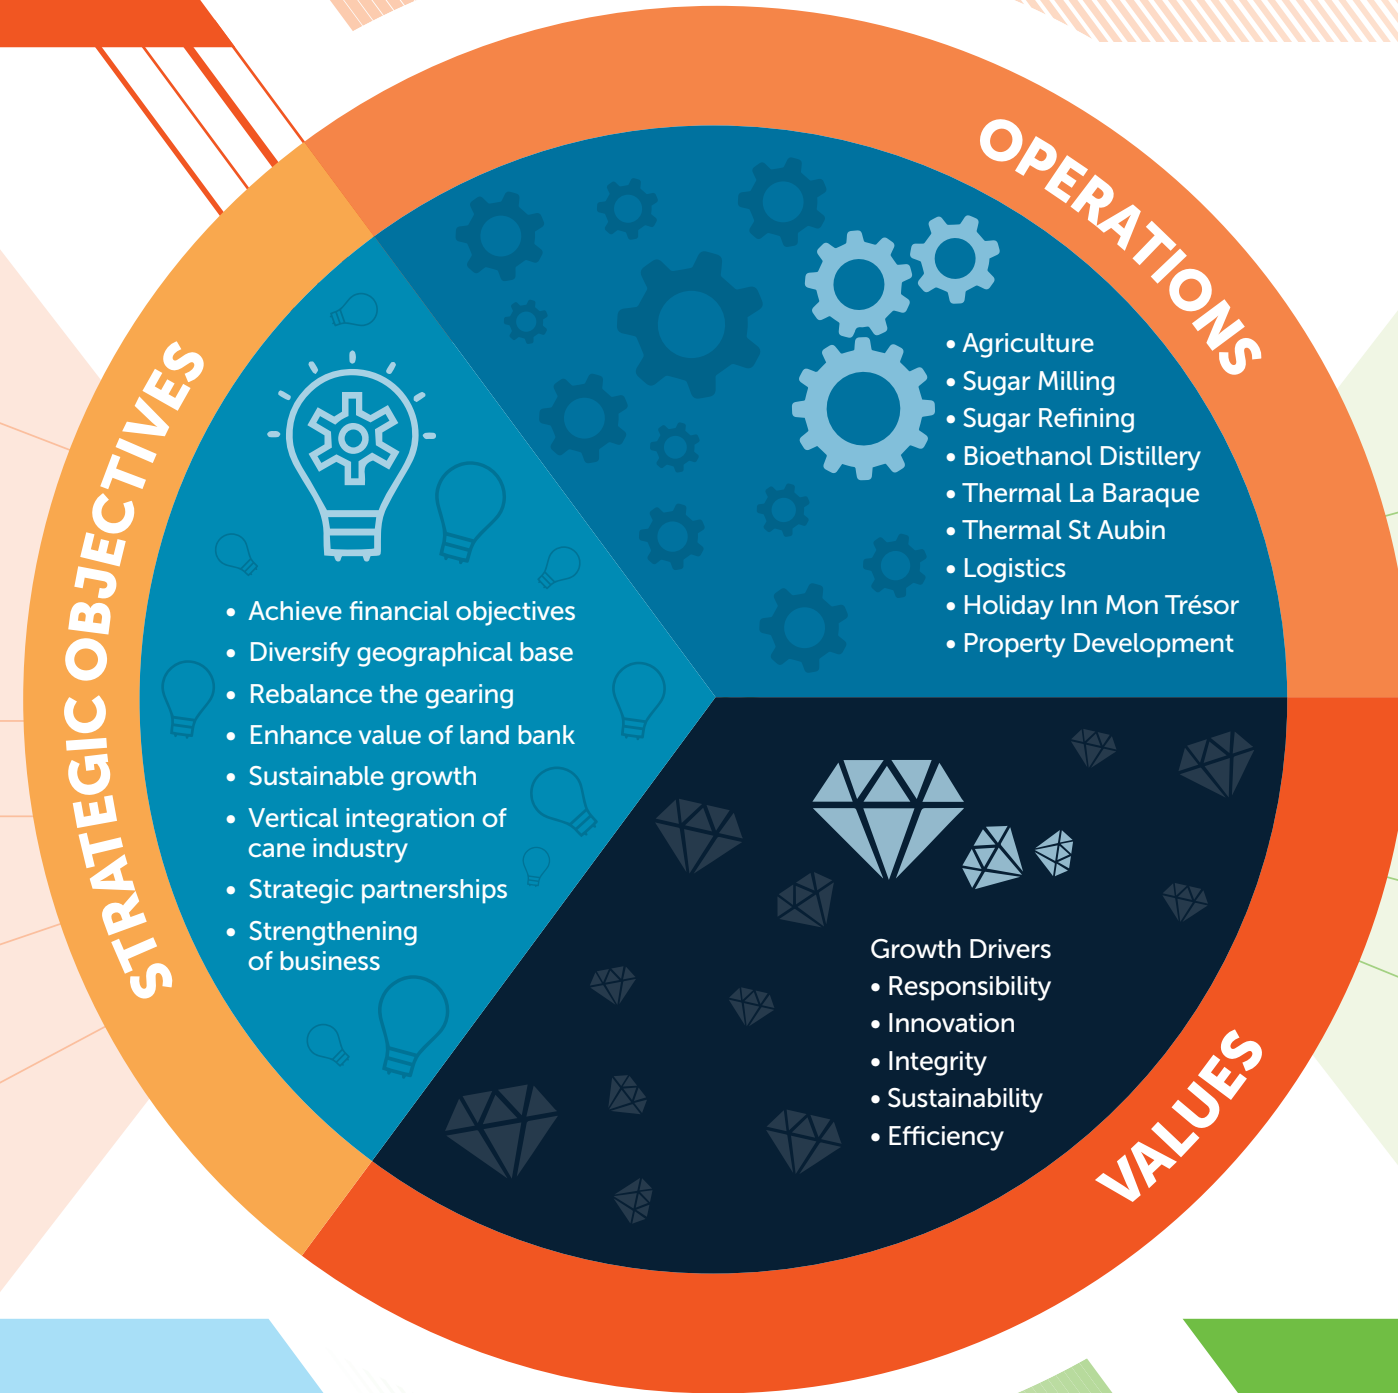 OPERATIONS
• Agriculture
• Sugar Milling
• Sugar Refining
• Bioethanol Distillery
• Thermal La Baraque
• Thermal St Aubin
• Logistics
• Holiday Inn Mon Trésor
• Property Development
STRATEGIC OBJECTIVES
• Achieve financial objectives
• Diversify geographical base
• Rebalance the gearing
• Enhance value of land bank
• Sustainable growth
• Vertical integration of
cane industry
• Strategic partnerships
• Strengthening
of business
VALUES
Growth Drivers
• Responsibility
• Innovation
• Integrity
• Sustainability
• Efficiency